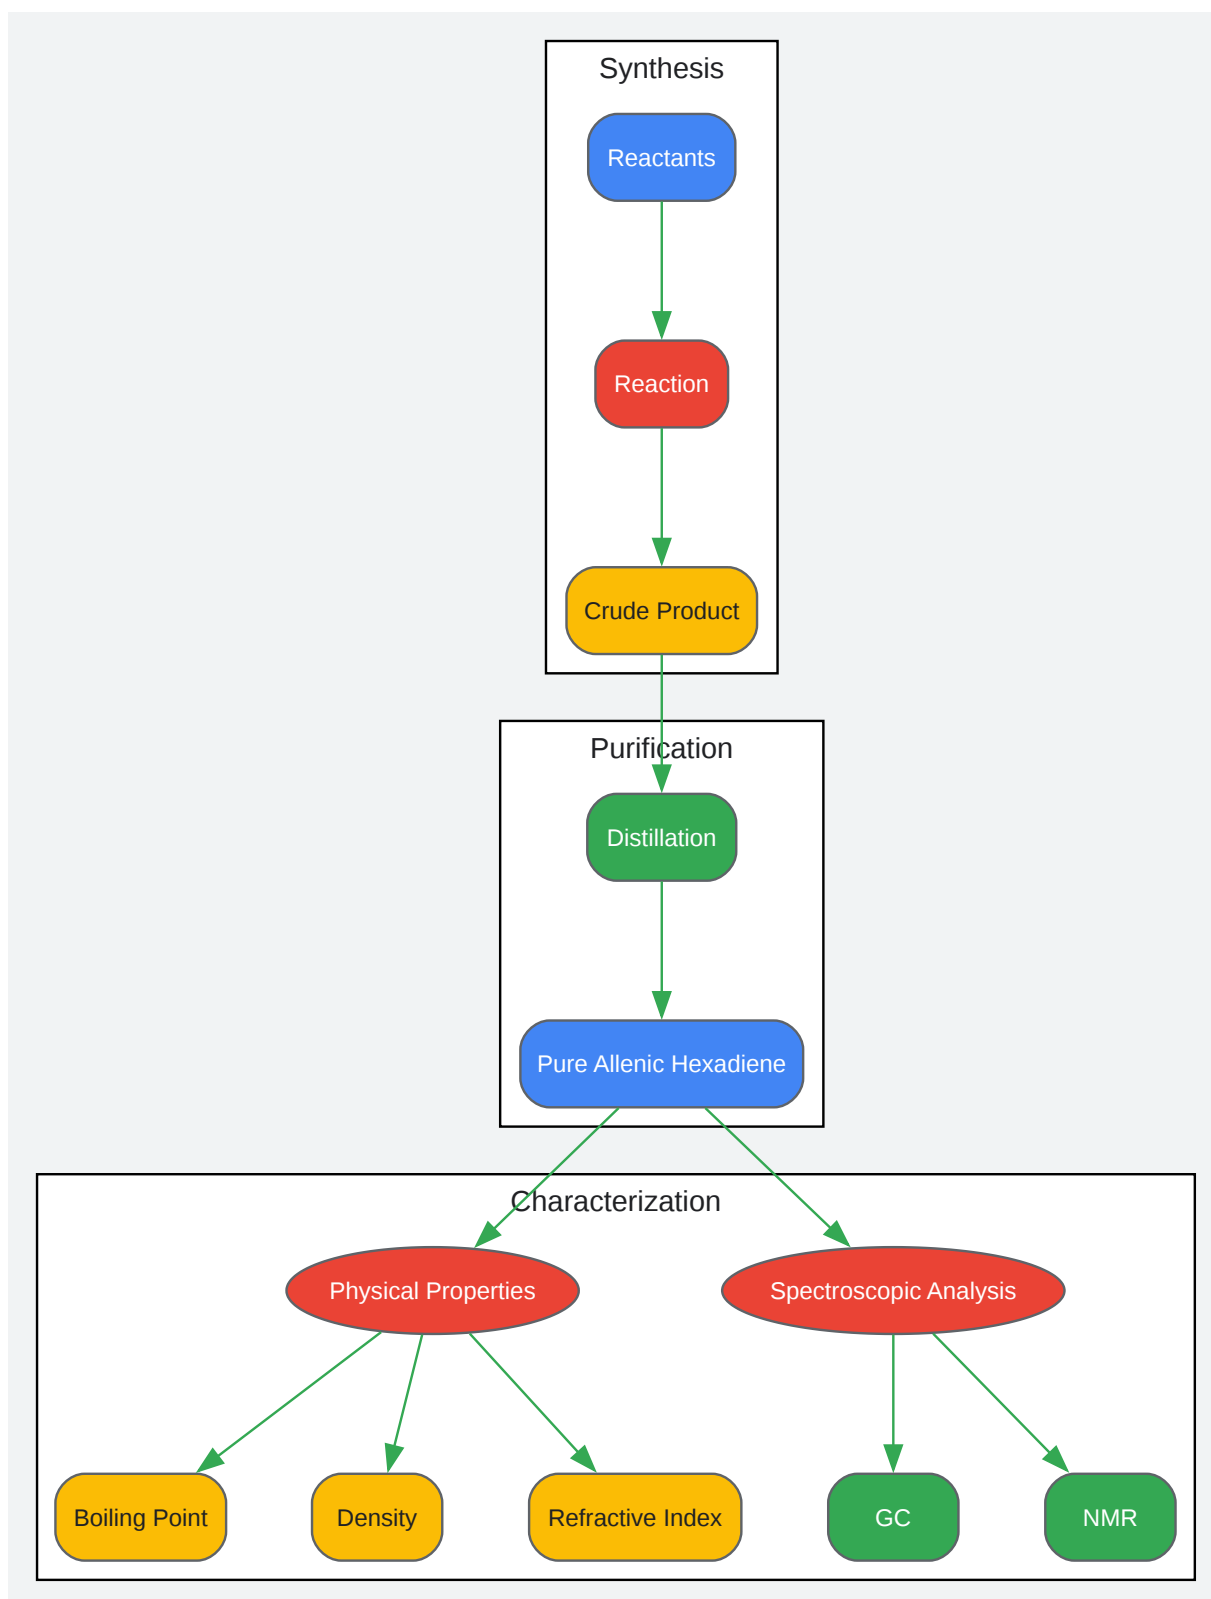 Synthesis
Reactants
Reaction
Crude Product
Purification
Distillation
Pure Allenic Hexadiene
Characterization
Physical Properties
Spectroscopic Analysis
Boiling Point
Density
Refractive Index
GC
NMR